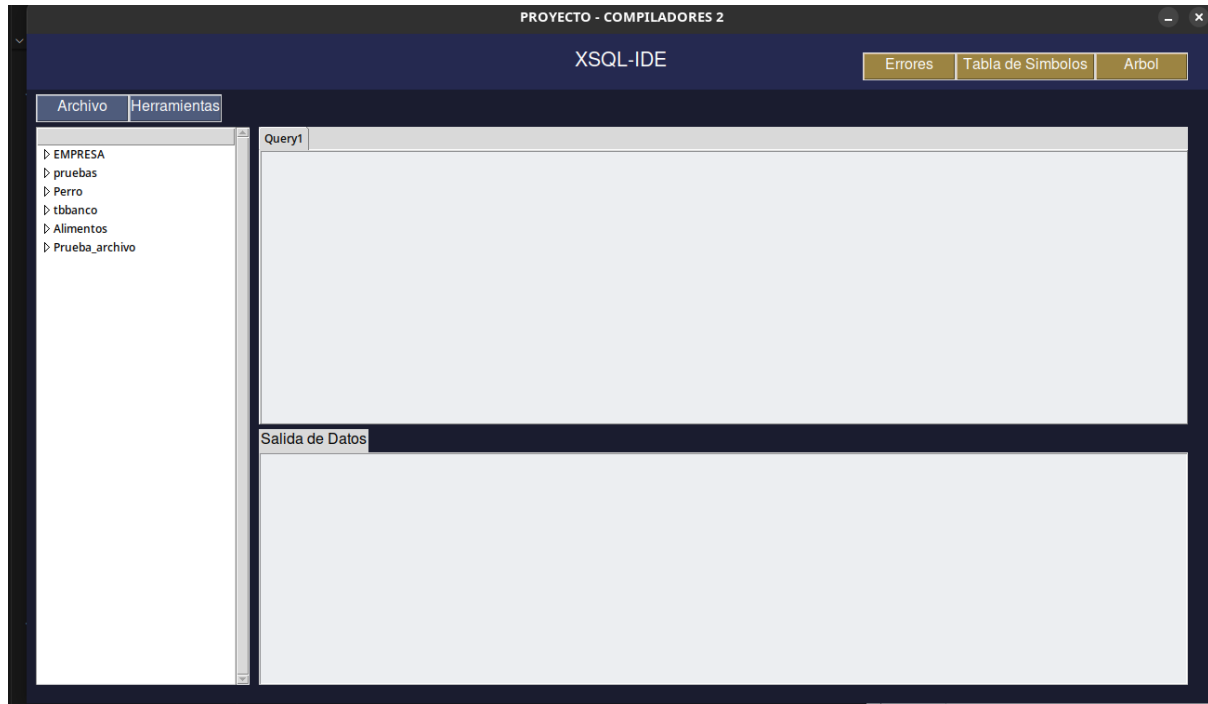 PROYECTO - COMPILADORES 2
XSQL-IDE
Errores
Tabla de Simbolos
Arbol
Archivo
Herramientas
EMPRESA
pruebas
Perro
tbbanco
Alimentos
Prueba_archivo
Query1
Salida de Datos